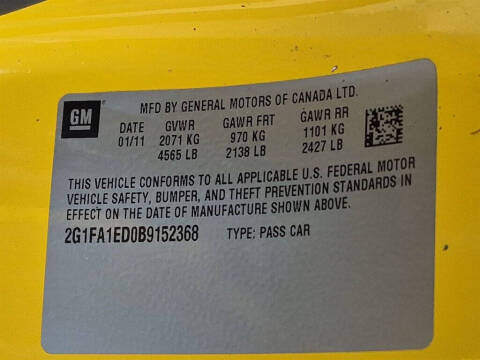 GM
MFD BY GENERAL MOTORS OF CANADA LTD.
DATE GVWR GAWR FRT GAWR RR
01/11 2071 KG 970 KG 1101 KG
4565 LB 2138 LB 2427 LB
THIS VEHICLE CONFORMS TO ALL APPLICABLE U.S. FEDERAL MOTOR
VEHICLE SAFETY, BUMPER, AND THEFT PREVENTION STANDARDS IN
EFFECT ON THE DATE OF MANUFACTURE SHOWN ABOVE.
2G1FA1ED0B9152368 TYPE: PASS CAR